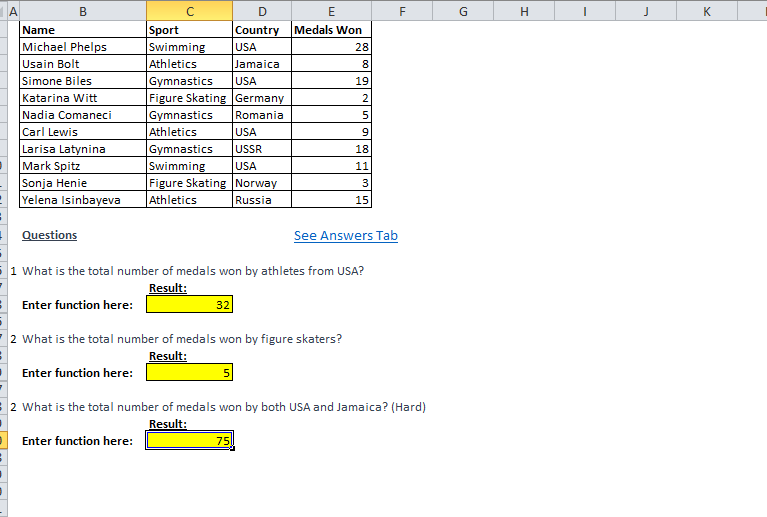 A B C D E F G H I J K
Name Sport Country Medals Won
Michael Phelps Swimming USA 28
Usain Bolt Athletics Jamaica 8
Simone Biles Gymnastics USA 19
Katarina Witt Figure Skating Germany 2
Nadia Comaneci Gymnastics Romania 5
Carl Lewis Athletics USA 9
Larisa Latynina Gymnastics USSR 18
Mark Spitz Swimming USA 11
Sonja Henie Figure Skating Norway 3
Yelena Isinbayeva Athletics Russia 15
Questions See Answers Tab
1 What is the total number of medals won by athletes from USA?
Result:
Enter function here: 32
2 What is the total number of medals won by figure skaters?
Result:
Enter function here: 5
2 What is the total number of medals won by both USA and Jamaica? (Hard)
Result:
Enter function here: 75